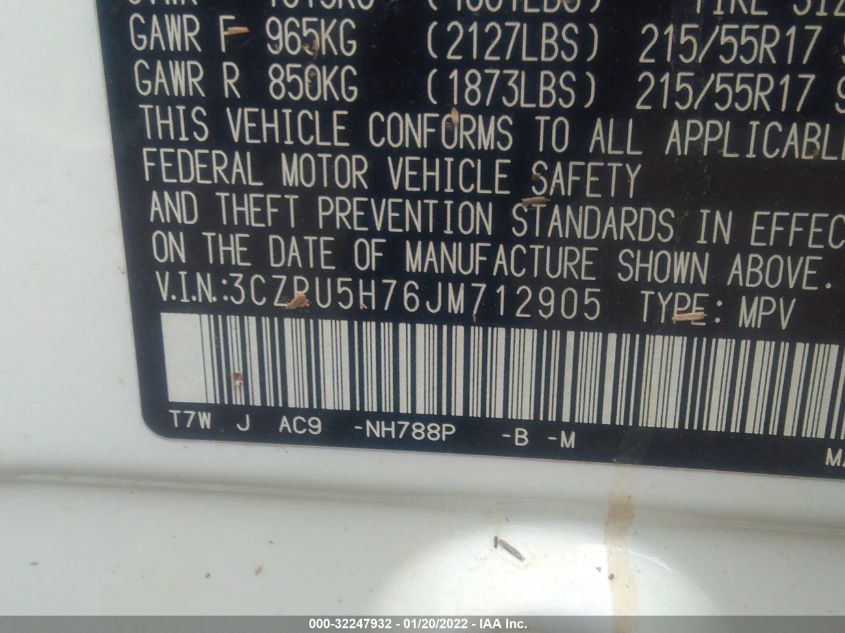 GAWR F 965KG (2127LBS) 215/55R17
GAWR R 850KG (1873LBS) 215/55R17
THIS VEHICLE CONFORMS TO ALL APPLICABL
FEDERAL MOTOR VEHICLE SAFETY
AND THEFT PREVENTION STANDARDS IN EFFEC
ON THE DATE OF MANUFACTURE SHOWN ABOVE.
V.I.N.:3CZRU5H76JM712905 TYPE: MPV
T7W J AC9 -NH788P -B -M
000-32247932 - 01/20/2022 - IAA Inc.